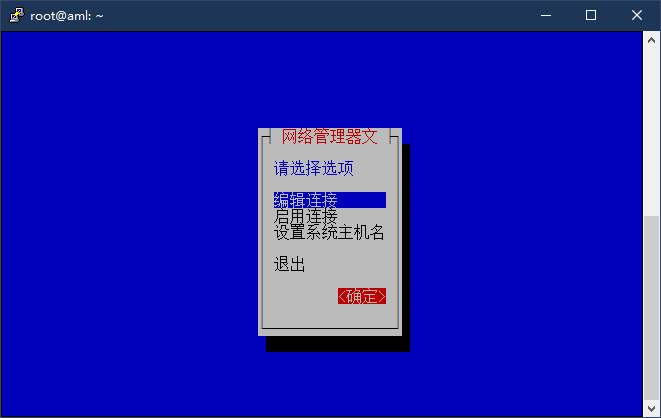 root@aml: ~
网络管理器文
请选择选项
编辑连接
启用连接
设置系统主机名
退出
<确定>